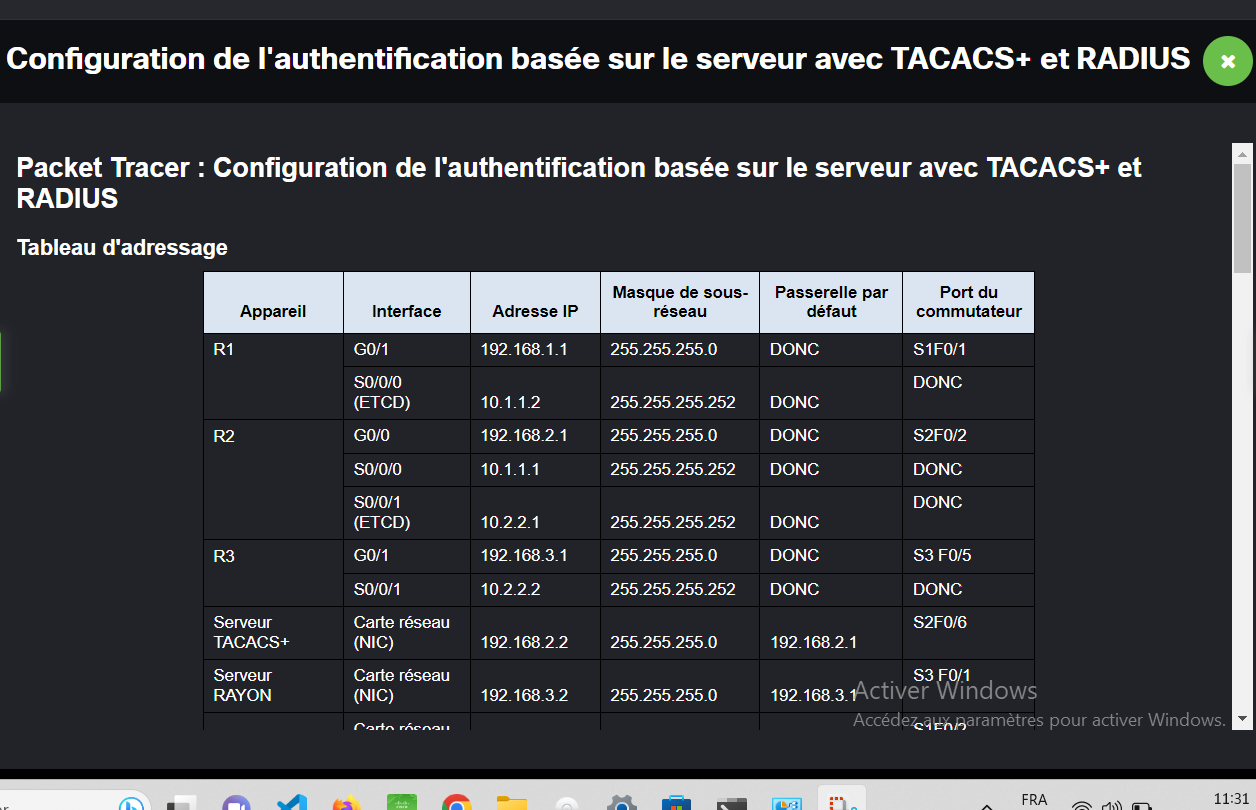 Configuration de l'authentification basée sur le serveur avec TACACS+ et RADIUS
Packet Tracer : Configuration de l'authentification basée sur le serveur avec TACACS+ et
RADIUS
Tableau d'adressage
Appareil Interface Adresse IP Masque de sous-réseau Passerelle par défaut Port du commutateur
R1 G0/1 192.168.1.1 255.255.255.0 DONC S1F0/1
S0/0/0 (ETCD) 10.1.1.2 255.255.255.252 DONC DONC
R2 G0/0 192.168.2.1 255.255.255.0 DONC S2F0/2
S0/0/0 10.1.1.1 255.255.255.252 DONC DONC
S0/0/1 (ETCD) 10.2.2.1 255.255.255.252 DONC DONC
R3 G0/1 192.168.3.1 255.255.255.0 DONC S3 F0/5
S0/0/1 10.2.2.2 255.255.255.252 DONC DONC
Serveur TACACS+ Carte réseau (NIC) 192.168.2.2 255.255.255.0 192.168.2.1 S2F0/6
Serveur RAYON Carte réseau (NIC) 192.168.3.2 255.255.255.0 192.168.3.1 S3 F0/1
Carte réseau S1F0/2
Activer Windows
Accédez aux paramètres pour activer Windows.
FRA
11:31